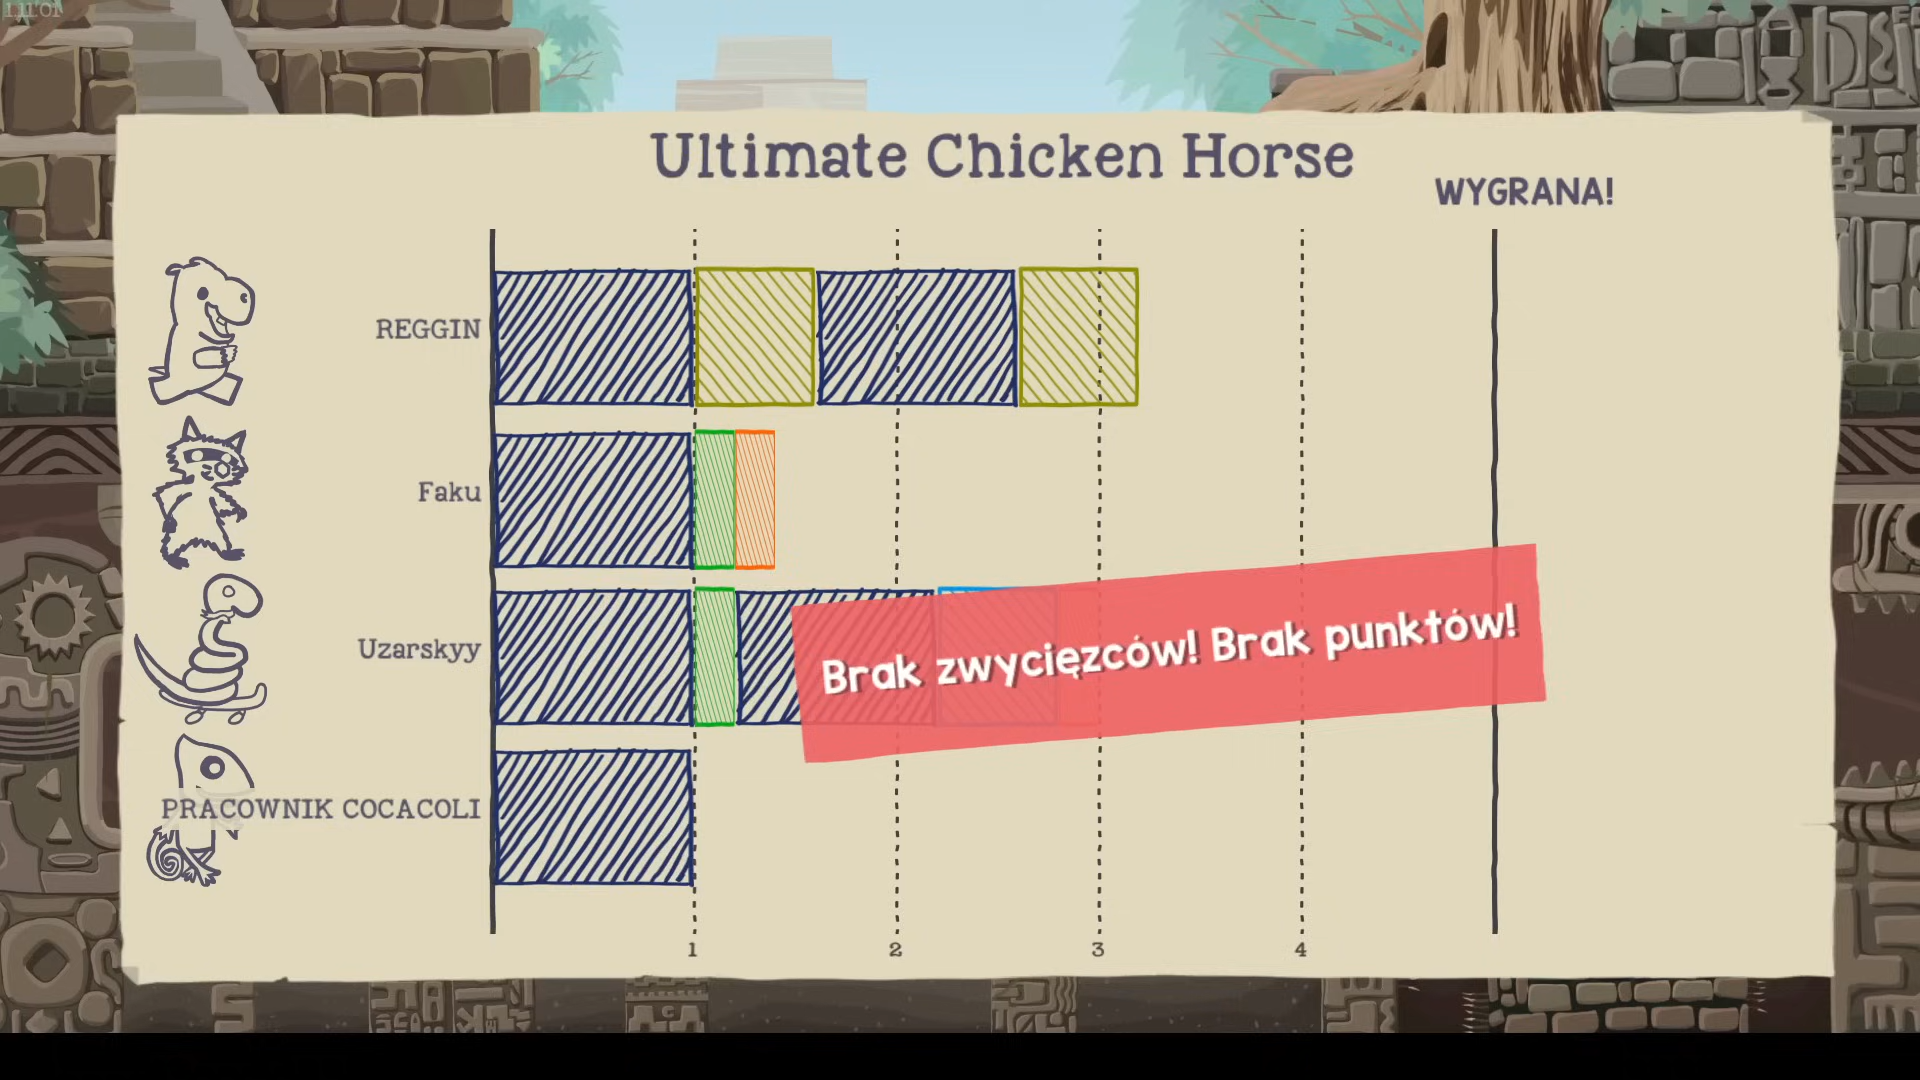 Ultimate Chicken Horse
WYGRANA!
REGGIN
Faku
Uzarskyy
Brak zwycięzców! Brak punktów!
PRACOWNIK COCACOLI
1 2 3 4